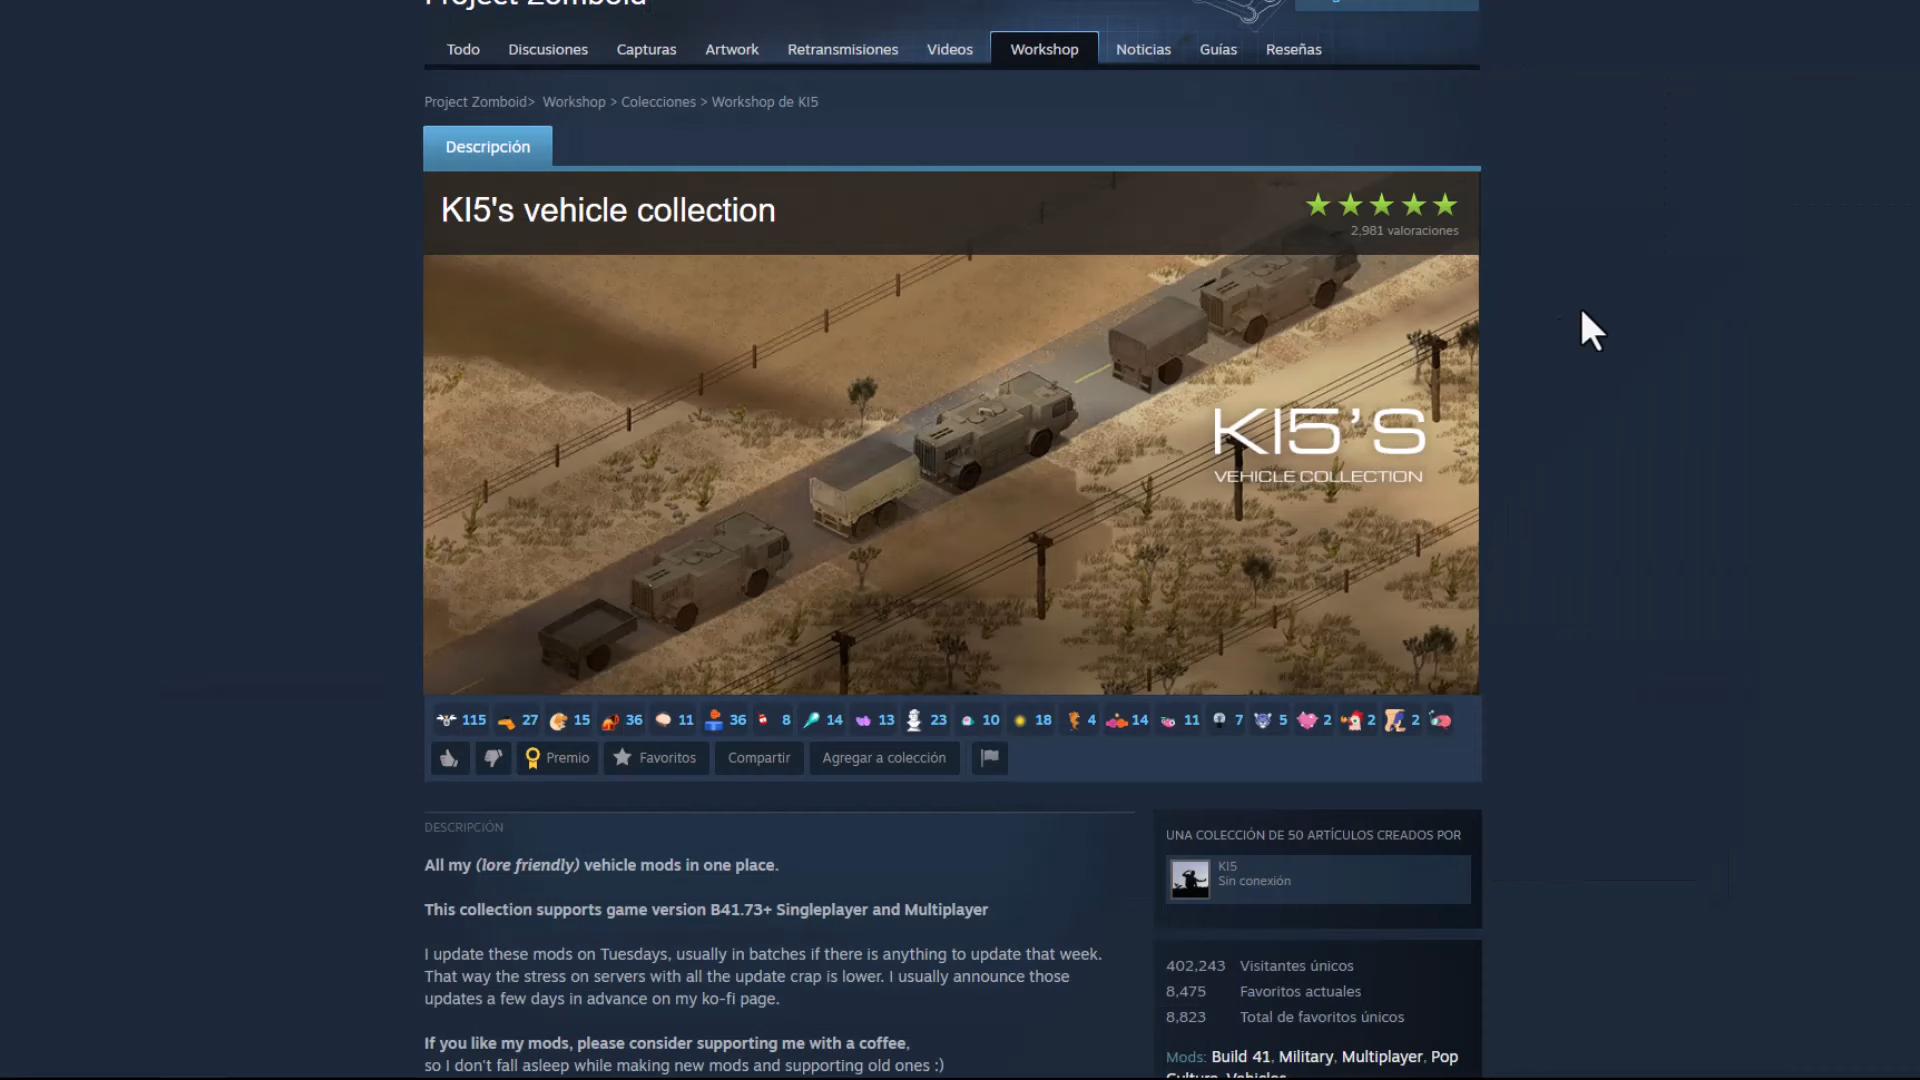 Project Zomboid
Todo Discusiones Capturas Artwork Retransmisiones Videos Workshop Noticias Guías Reseñas
Project Zomboid> Workshop > Colecciones > Workshop de KI5
Descripción
KI5's vehicle collection
2,981 valoraciones
KI5'S
VEHICLE COLLECTION
115 27 15 36 11 36 8 14 13 23 10 18 4 14 11 7 5 2 2 2
Premio Favoritos Compartir Agregar a colección
DESCRIPCIÓN
All my (lore friendly) vehicle mods in one place.
This collection supports game version B41.73+ Singleplayer and Multiplayer
I update these mods on Tuesdays, usually in batches if there is anything to update that week.
That way the stress on servers with all the update crap is lower. I usually announce those
updates a few days in advance on my ko-fi page.
If you like my mods, please consider supporting me with a coffee,
so I don't fall asleep while making new mods and supporting old ones :)
UNA COLECCIÓN DE 50 ARTÍCULOS CREADOS POR
KI5
Sin conexión
402,243 Visitantes únicos
8,475 Favoritos actuales
8,823 Total de favoritos únicos
Mods: Build 41, Military, Multiplayer, Pop
Culture, Vehicles